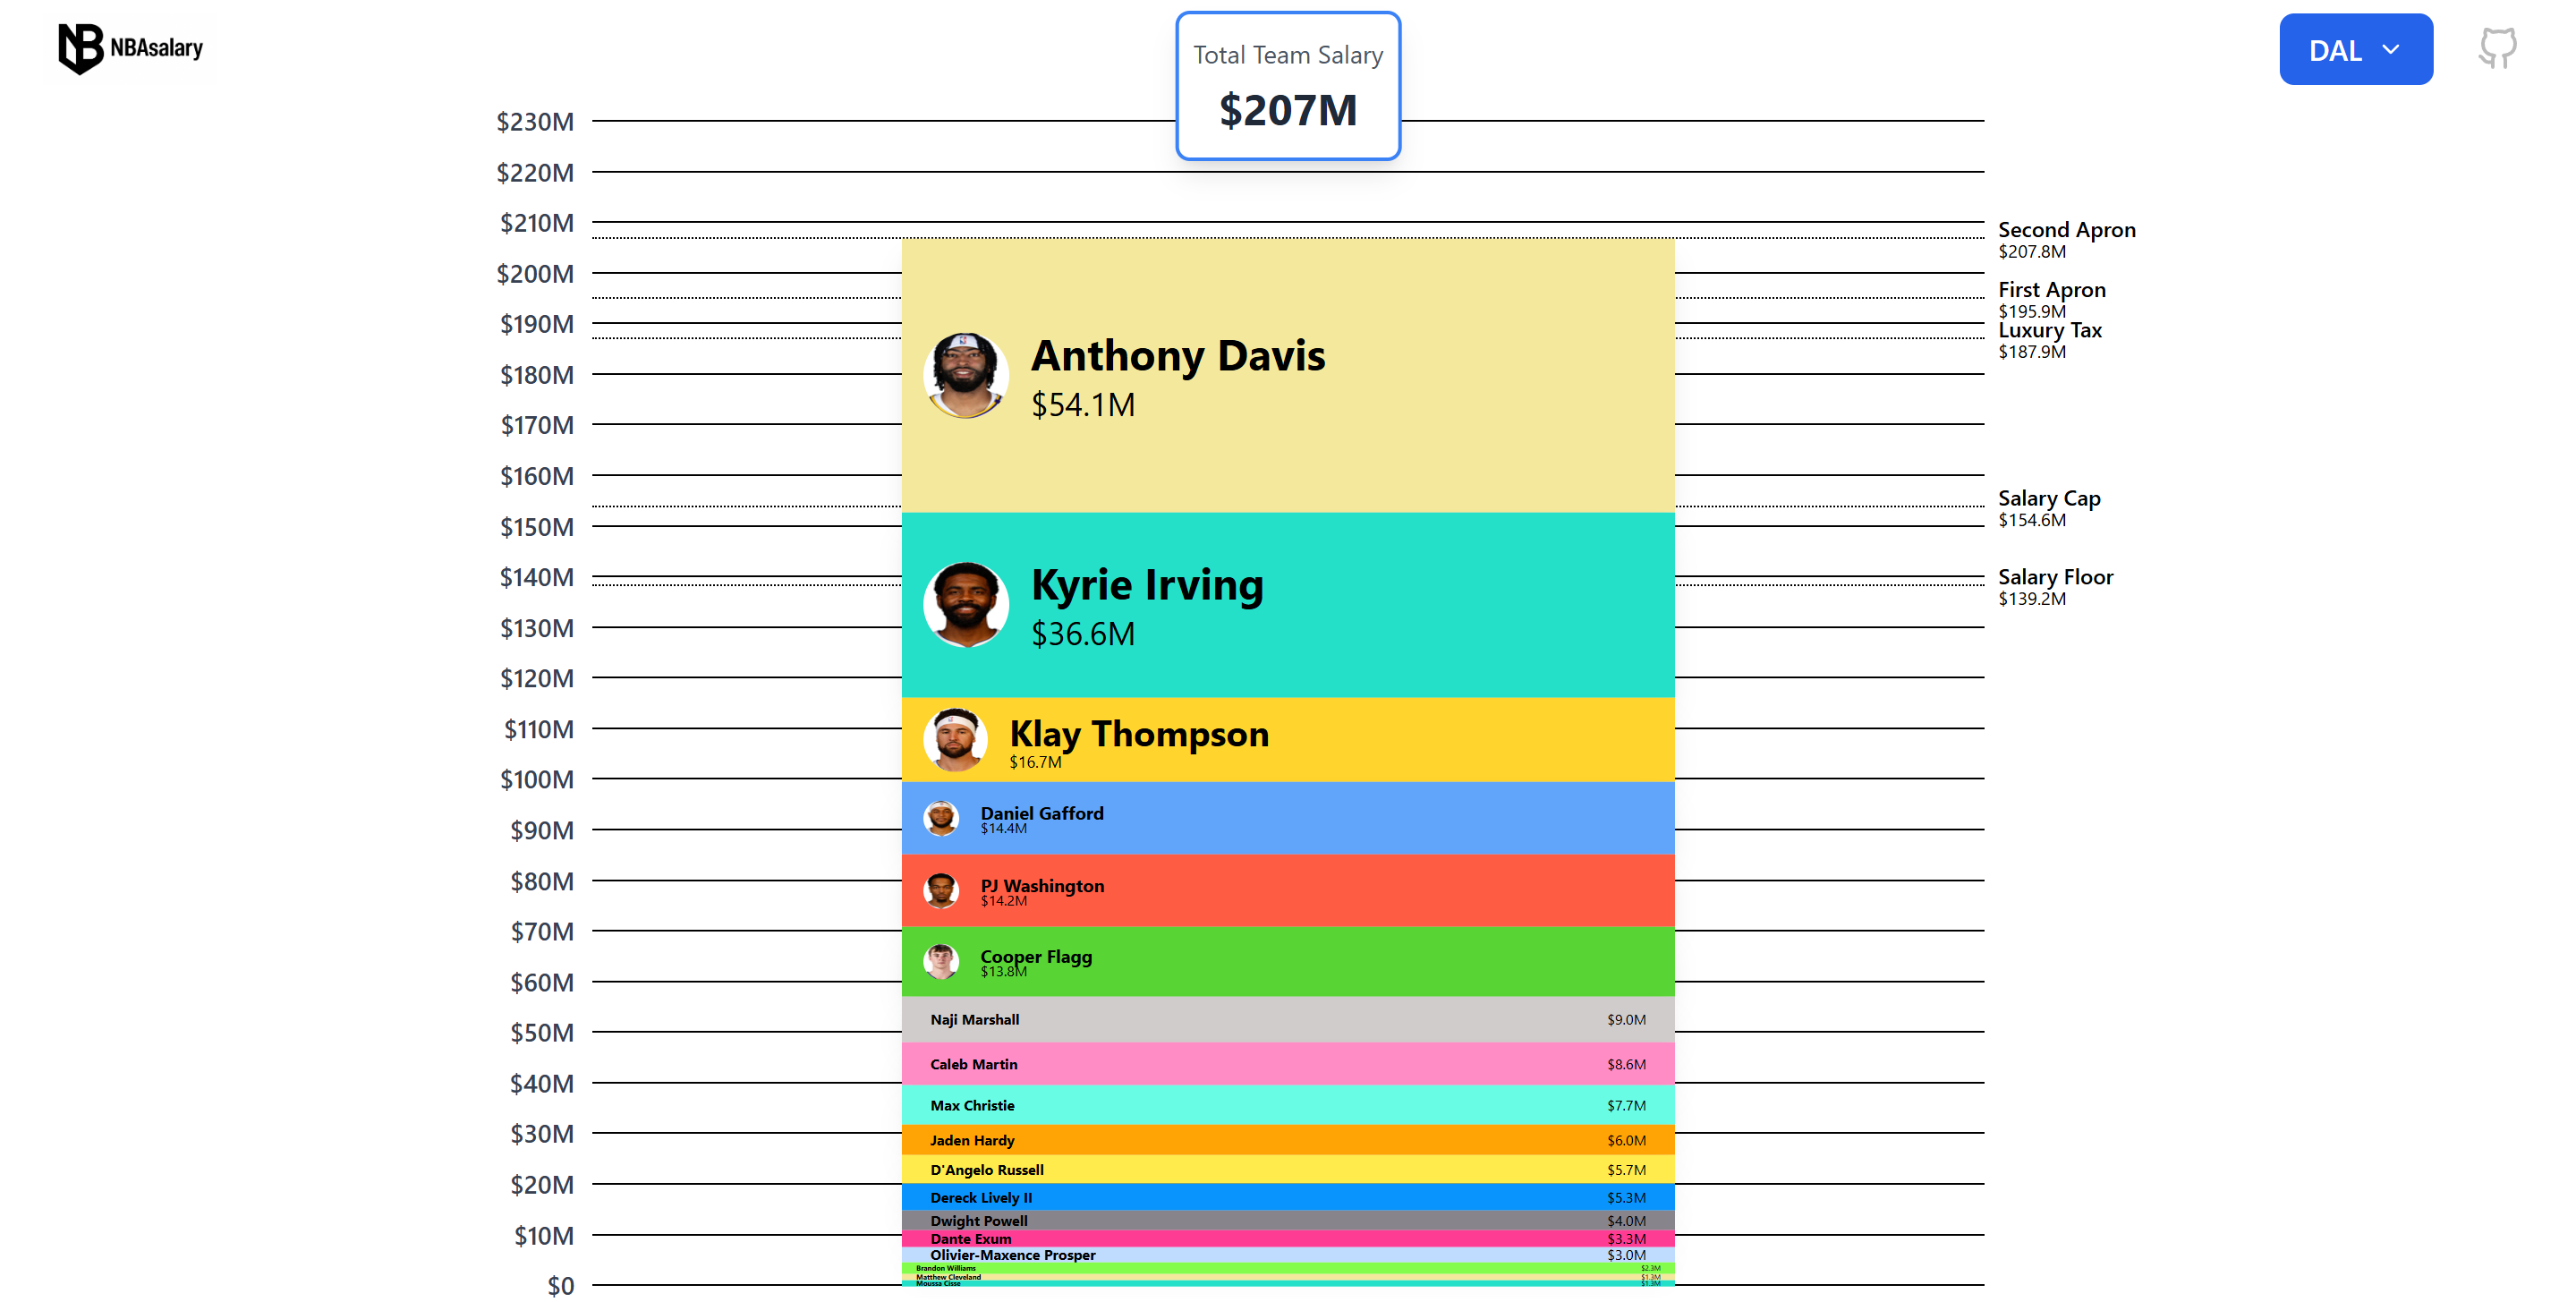 NBAsalary
Total Team Salary
$207M
DAL
$230M
$220M
$210M
$200M
$190M
$180M
$170M
$160M
$150M
$140M
$130M
$120M
$110M
$100M
$90M
$80M
$70M
$60M
$50M
$40M
$30M
$20M
$10M
$0
Second Apron
$207.8M
First Apron
$195.9M
Luxury Tax
$187.9M
Salary Cap
$154.6M
Salary Floor
$139.2M
Anthony Davis
$54.1M
Kyrie Irving
$36.6M
Klay Thompson
$16.7M
Daniel Gafford
$14.4M
PJ Washington
$14.2M
Cooper Flagg
$13.8M
Naji Marshall $9.0M
Caleb Martin $8.6M
Max Christie $7.7M
Jaden Hardy $6.0M
D'Angelo Russell $5.7M
Dereck Lively II $5.3M
Dwight Powell $4.0M
Dante Exum $3.3M
Olivier-Maxence Prosper $3.0M
Brandon Williams $2.3M
Matthew Cleveland $1.3M
Moussa Cisse $1.3M